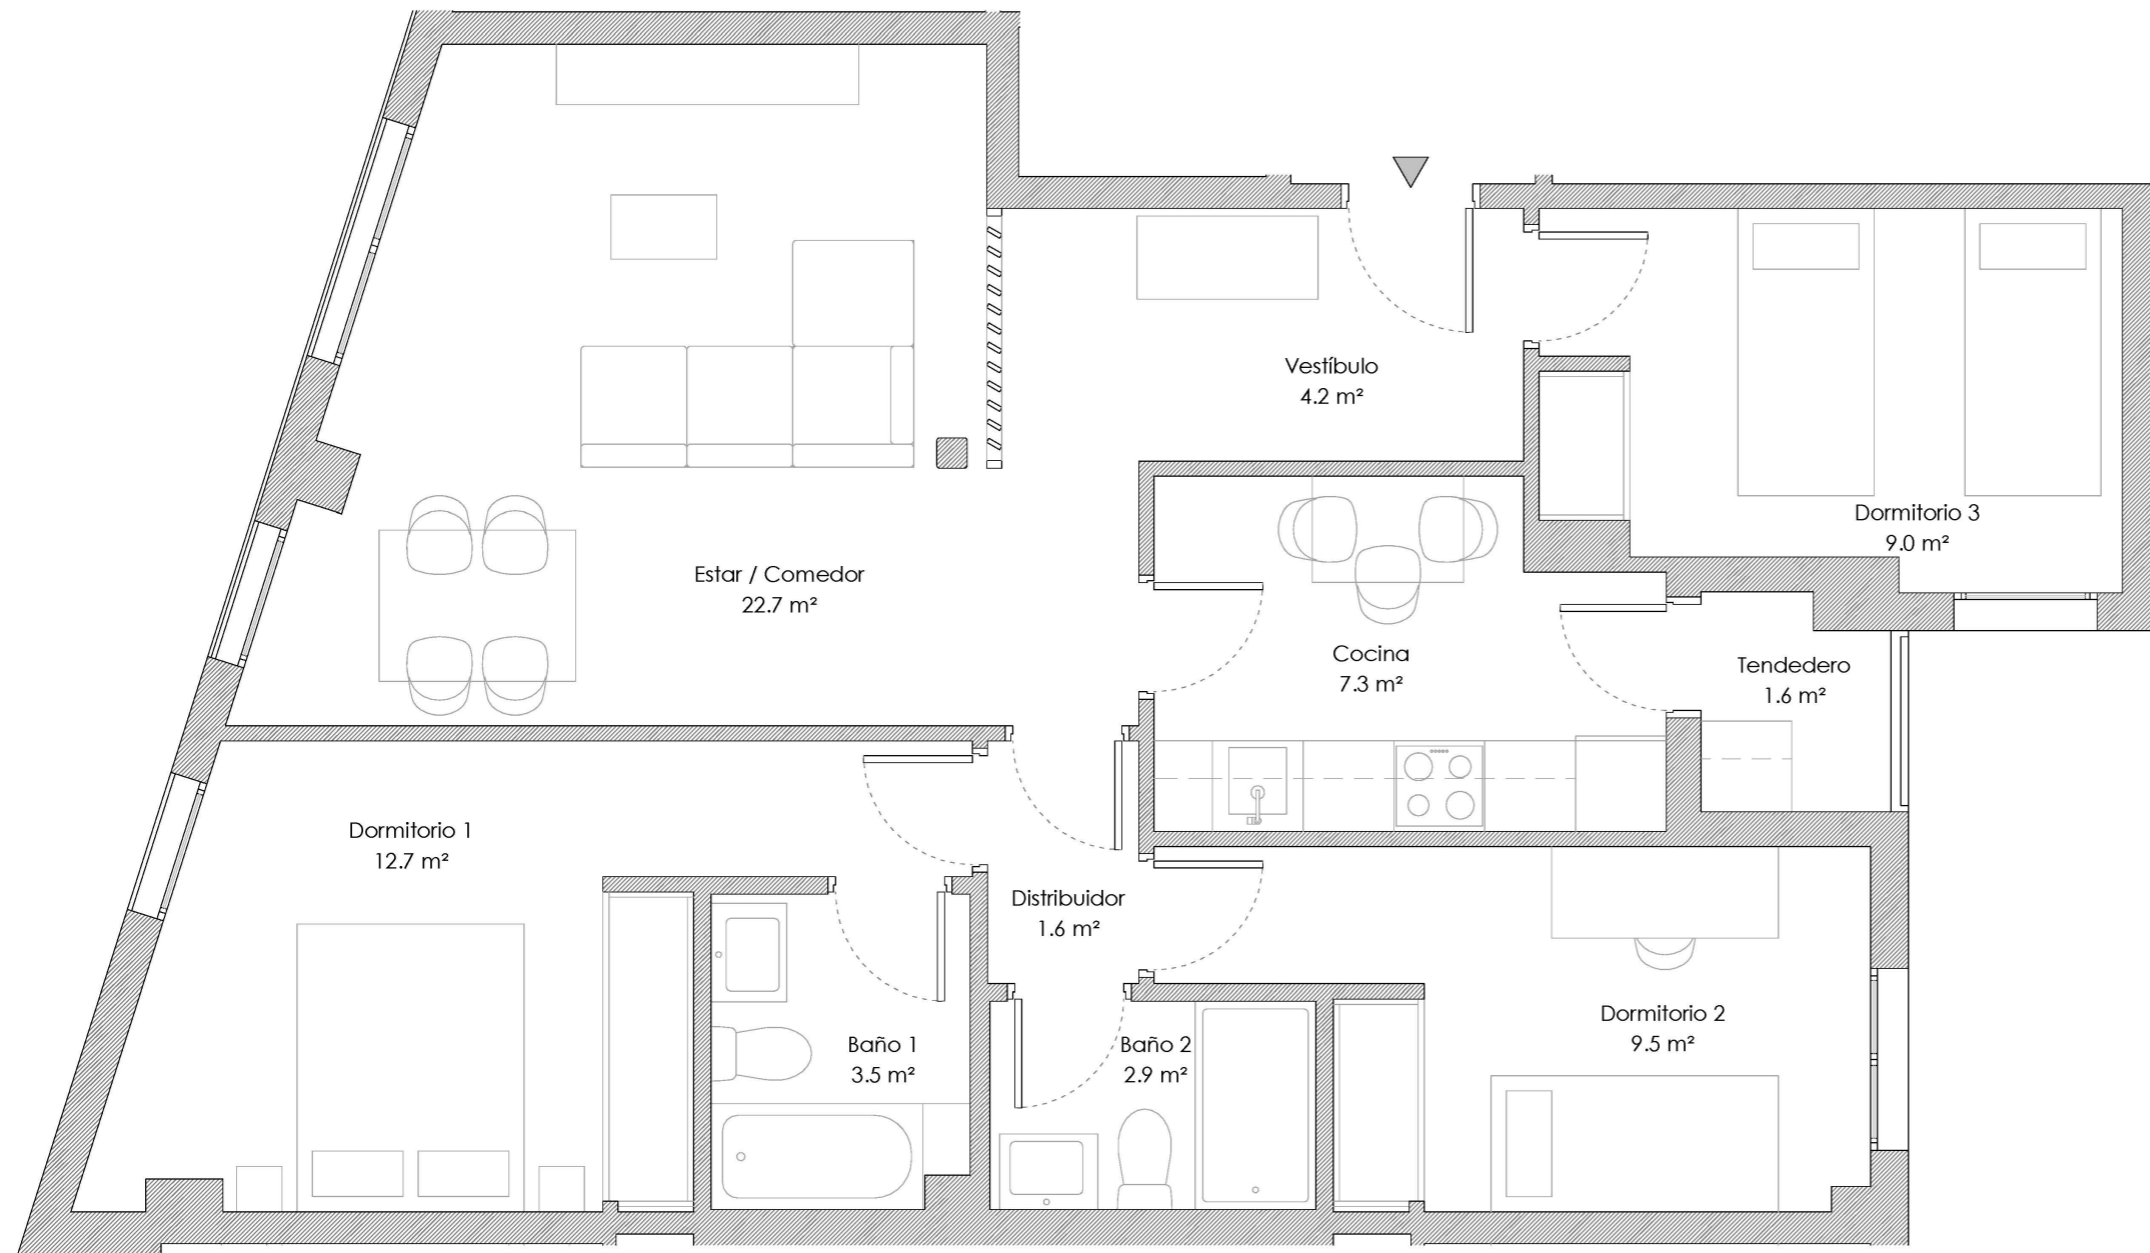 Vestíbulo
4.2 m²
Dormitorio 3
9.0 m²
Estar / Comedor
22.7 m²
Cocina
7.3 m²
Tendedero
1.6 m²
Dormitorio 1
12.7 m²
Distribuidor
1.6 m²
Dormitorio 2
9.5 m²
Baño 1
3.5 m²
Baño 2
2.9 m²